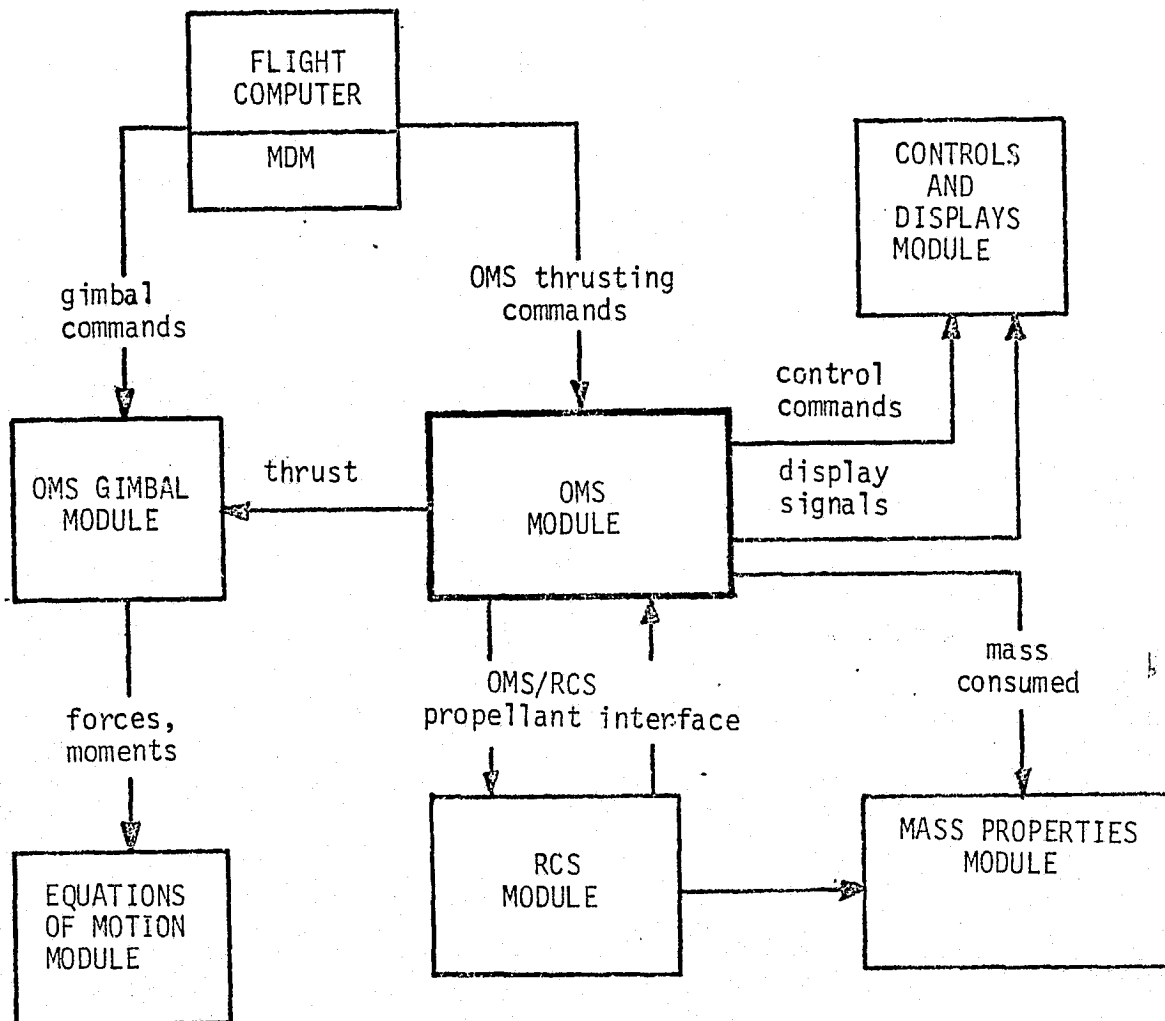 FLIGHT
COMPUTER
MDM
CONTROLS
AND
DISPLAYS
MODULE
gimbal
commands
OMS thrusting
commands
control
commands
display
signals
OMS GIMBAL
MODULE
thrust
OMS
MODULE
mass
consumed
OMS/RCS
propellant interface
forces,
moments
RCS
MODULE
MASS PROPERTIES
MODULE
EQUATIONS
OF MOTION
MODULE